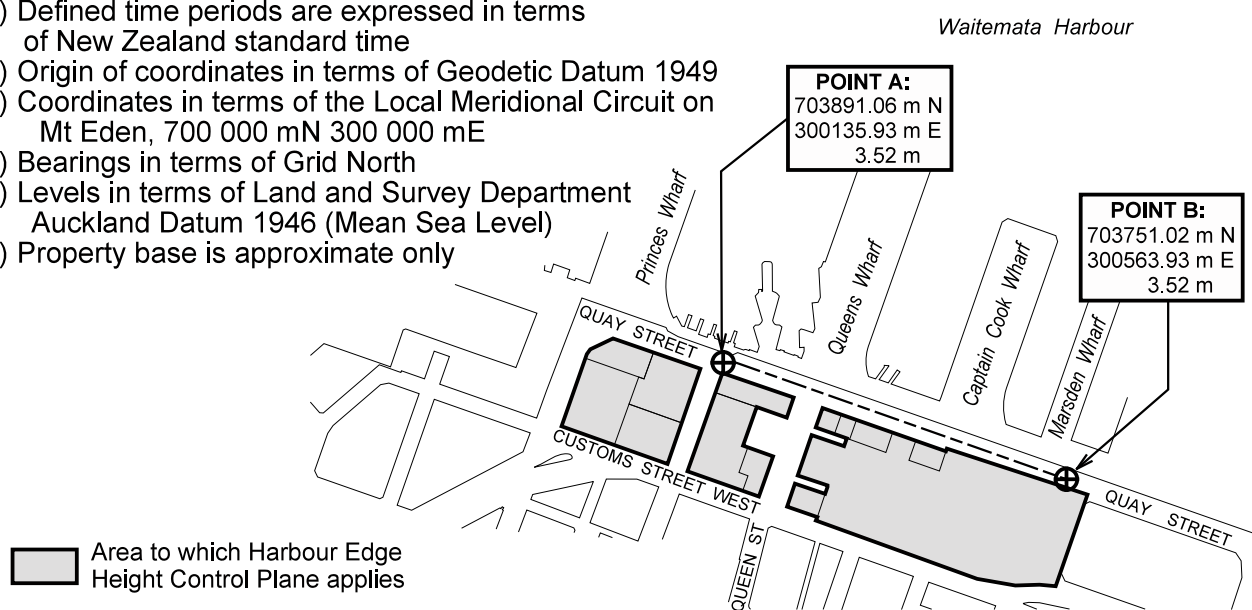 ) Defined time periods are expressed in terms
of New Zealand standard time
) Origin of coordinates in terms of Geodetic Datum 1949
) Coordinates in terms of the Local Meridional Circuit on
Mt Eden, 700 000 mN 300 000 mE
) Bearings in terms of Grid North
) Levels in terms of Land and Survey Department
Auckland Datum 1946 (Mean Sea Level)
) Property base is approximate only
Waitemata Harbour
POINT A:
703891.06 m N
300135.93 m E
3.52 m
POINT B:
703751.02 m N
300563.93 m E
3.52 m
Princes Wharf
Queens Wharf
Captain Cook Wharf
Marsden Wharf
QUAY STREET
CUSTOMS STREET WEST
QUEEN ST
QUAY STREET
Area to which Harbour Edge
Height Control Plane applies